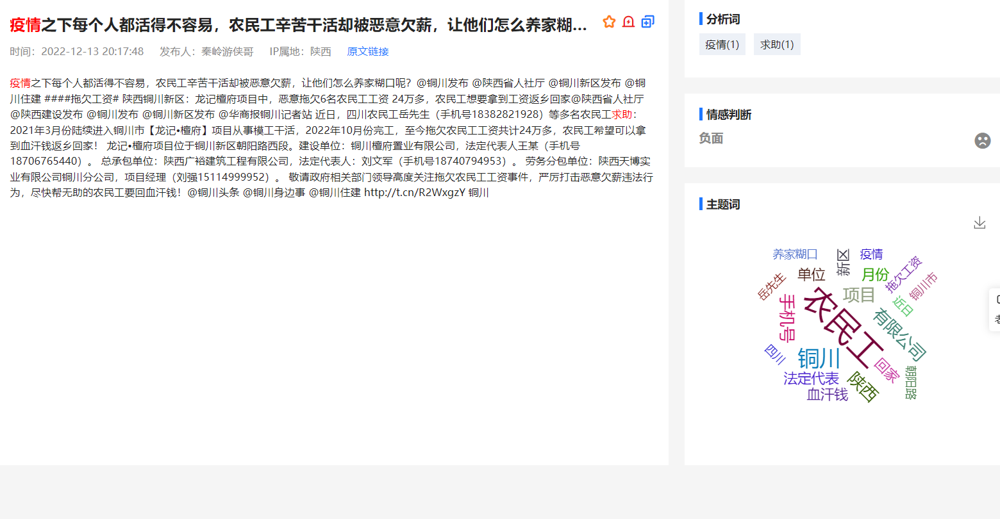 疫情之下每个人都活得不容易，农民工辛苦干活却被恶意欠薪，让他们怎么养家糊...
时间：2022-12-13 20:17:48 发布人：秦岭游侠哥 IP属地：陕西 原文链接
疫情之下每个人都活得不容易，农民工辛苦干活却被恶意欠薪，让他们怎么养家糊口呢？@铜川发布 @陕西省人社厅 @铜川新区发布 @铜
川住建 ####拖欠工资# 陕西铜川新区：龙记檀府项目中，恶意拖欠6名农民工工资 24万多，农民工想要拿到工资返乡回家@陕西省人社厅
@陕西建设发布 @铜川发布 @铜川新区发布 @华商报铜川记者站 近日，四川农民工岳先生（手机号18382821928）等多名农民工求助：
2021年3月份陆续进入铜川市【龙记•檀府】项目从事模工干活，2022年10月份完工，至今拖欠农民工工资共计24万多，农民工希望可以拿
到血汗钱返乡回家！ 龙记•檀府项目位于铜川新区朝阳路西段。建设单位：铜川檀府置业有限公司，法定代表人王某（手机号
18706765440）。 总承包单位：陕西广裕建筑工程有限公司，法定代表人：刘文军（手机号18740794953）。 劳务分包单位：陕西天博实
业有限公司铜川分公司，项目经理（刘强15114999952）。 敬请政府相关部门领导高度关注拖欠农民工工资事件，严厉打击恶意欠薪违法行
为，尽快帮无助的农民工要回血汗钱！@铜川头条 @铜川身边事 @铜川住建 http://t.cn/R2WxgzY 铜川
分析词
疫情(1) 求助(1)
情感判断
负面
主题词
养家糊口
新区
疫情
单位
月份
拖欠工资
岳先生
铜川市
项目
近日
手机号
农民工
有限公司
四川
铜川
回家
法定代表
陕西
朝阳路
血汗钱